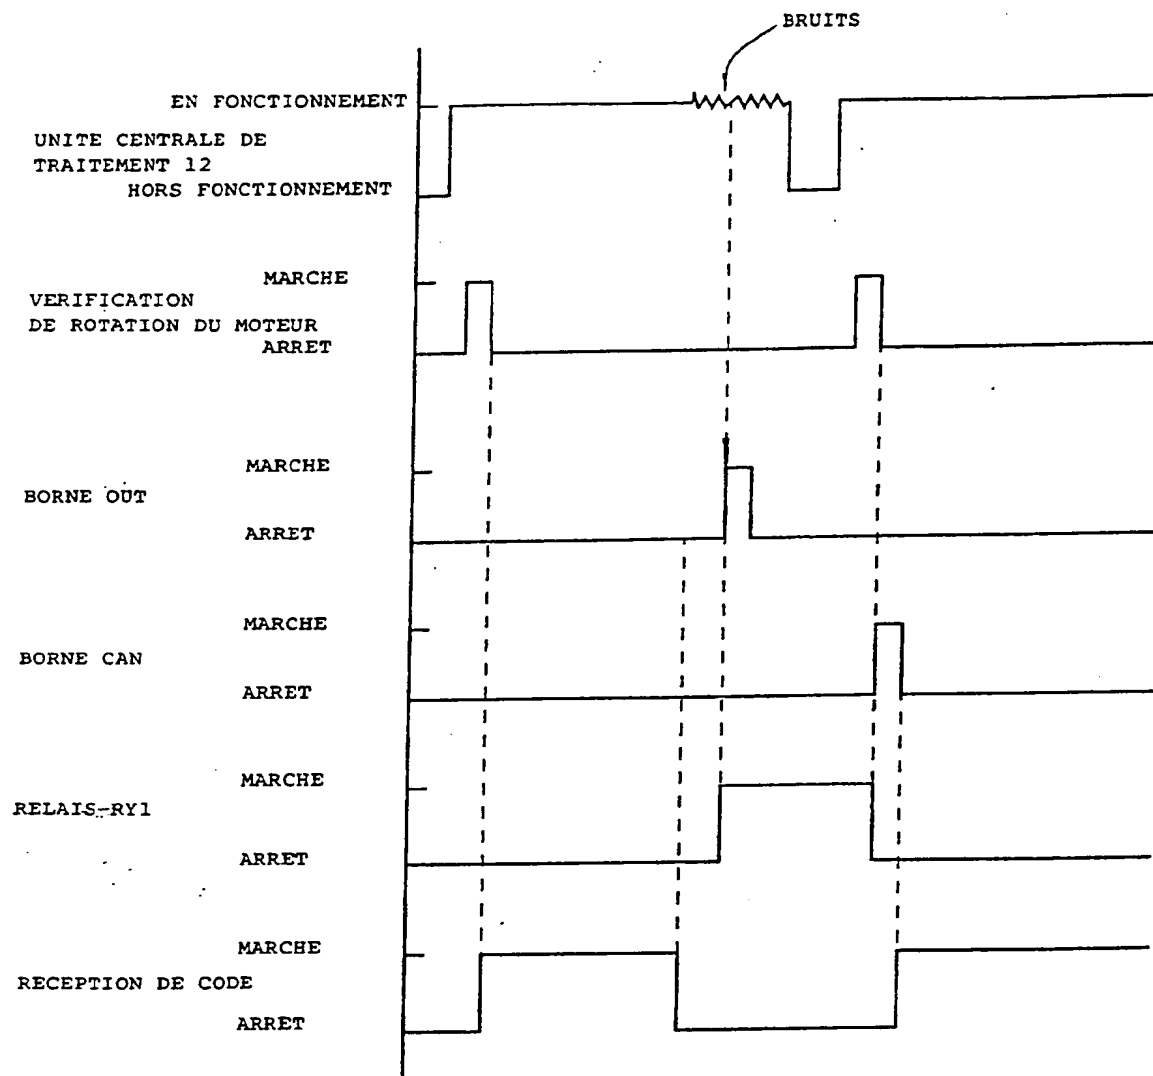 BRUITS
EN FONCTIONNEMENT
UNITE CENTRALE DE
TRAITEMENT 12
HORS FONCTIONNEMENT
MARCHE
VERIFICATION
DE ROTATION DU MOTEUR
ARRET
MARCHE
BORNE OUT
ARRET
MARCHE
BORNE CAN
ARRET
MARCHE
RELAIS-RY1
ARRET
MARCHE
RECEPTION DE CODE
ARRET